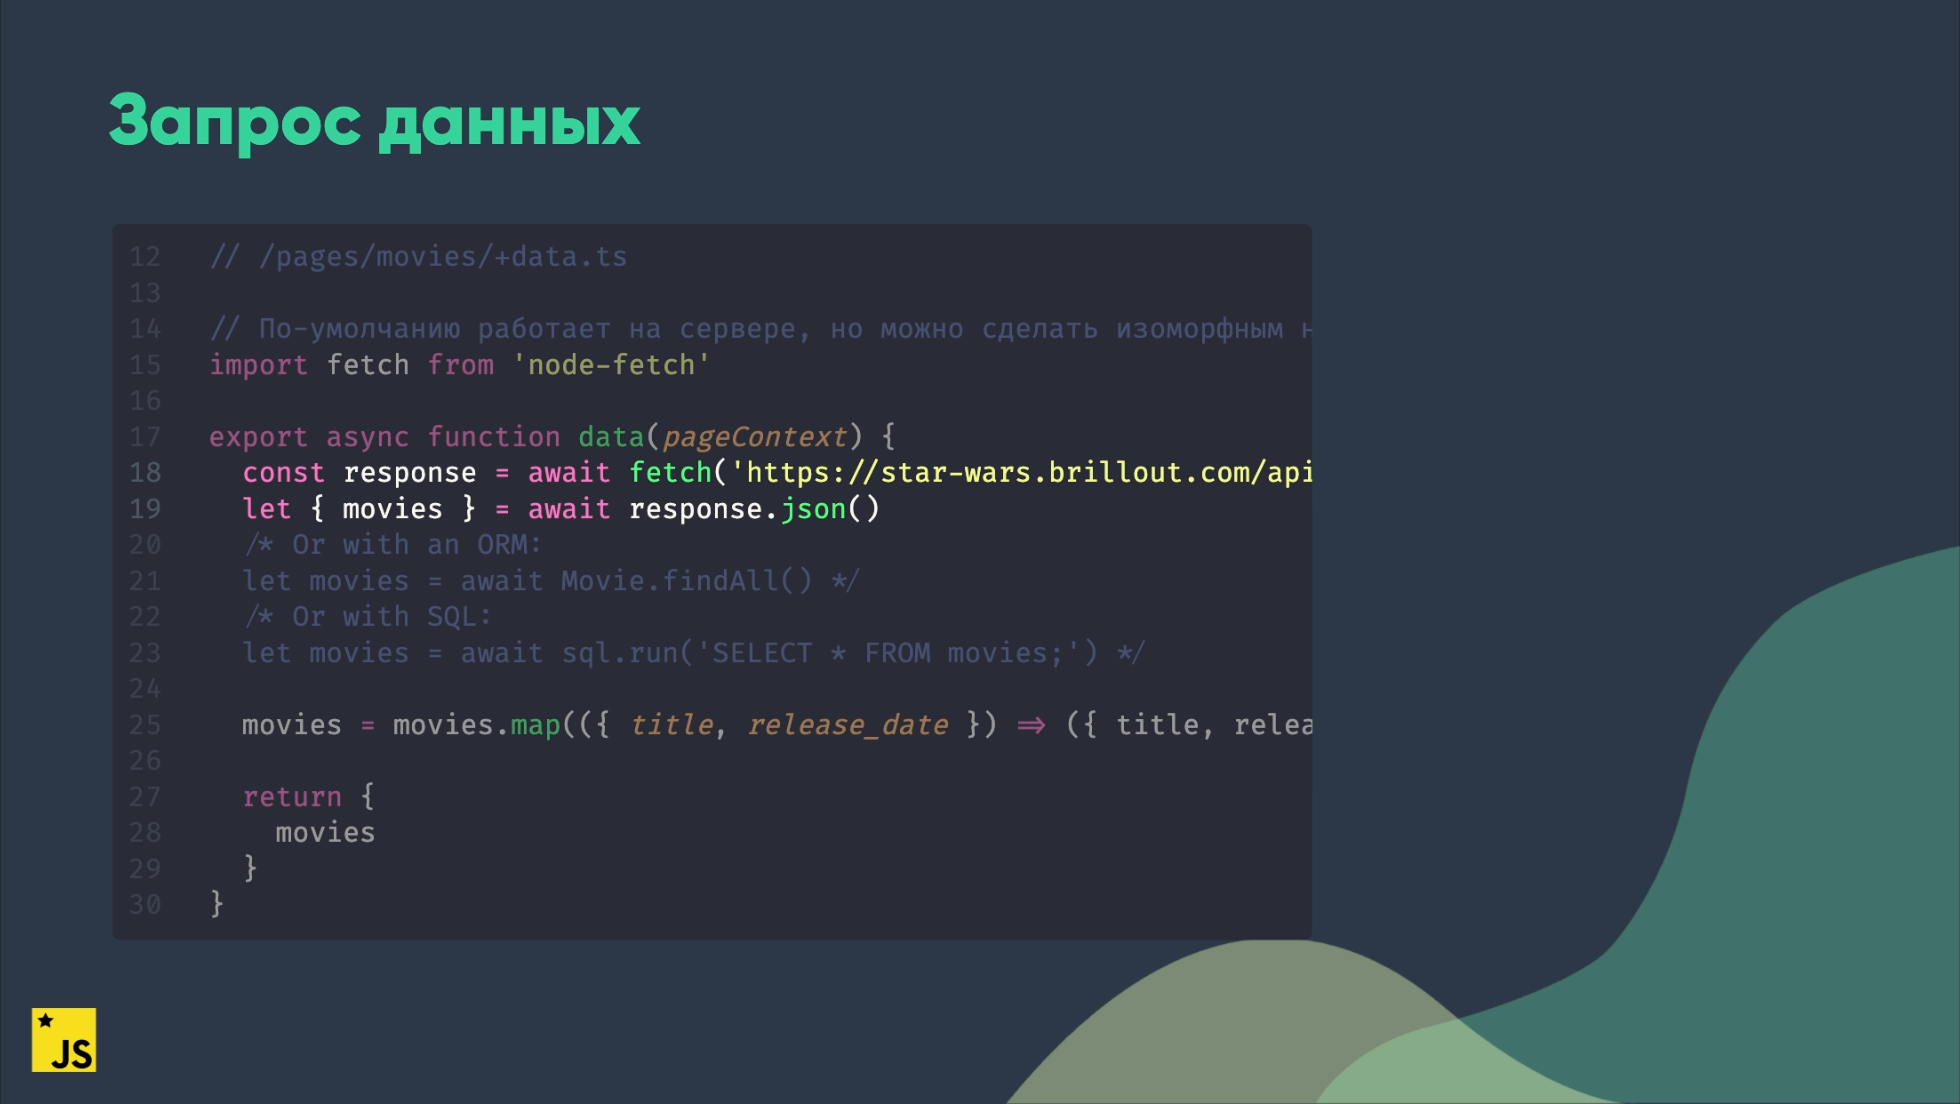 Запрос данных
12 // /pages/movies/+data.ts
13
14 // По-умолчанию работает на сервере, но можно сделать изоморфным
15 import fetch from 'node-fetch'
16
17 export async function data(pageContext) {
18 const response = await fetch('https://star-wars.brillout.com/api
19 let { movies } = await response.json()
20 /* Or with an ORM:
21 let movies = await Movie.findAll() */
22 /* Or with SQL:
23 let movies = await sql.run('SELECT * FROM movies;') */
24
25 movies = movies.map(({ title, release_date }) => ({ title, relea
26
27 return {
28 movies
29 }
30 }
JS